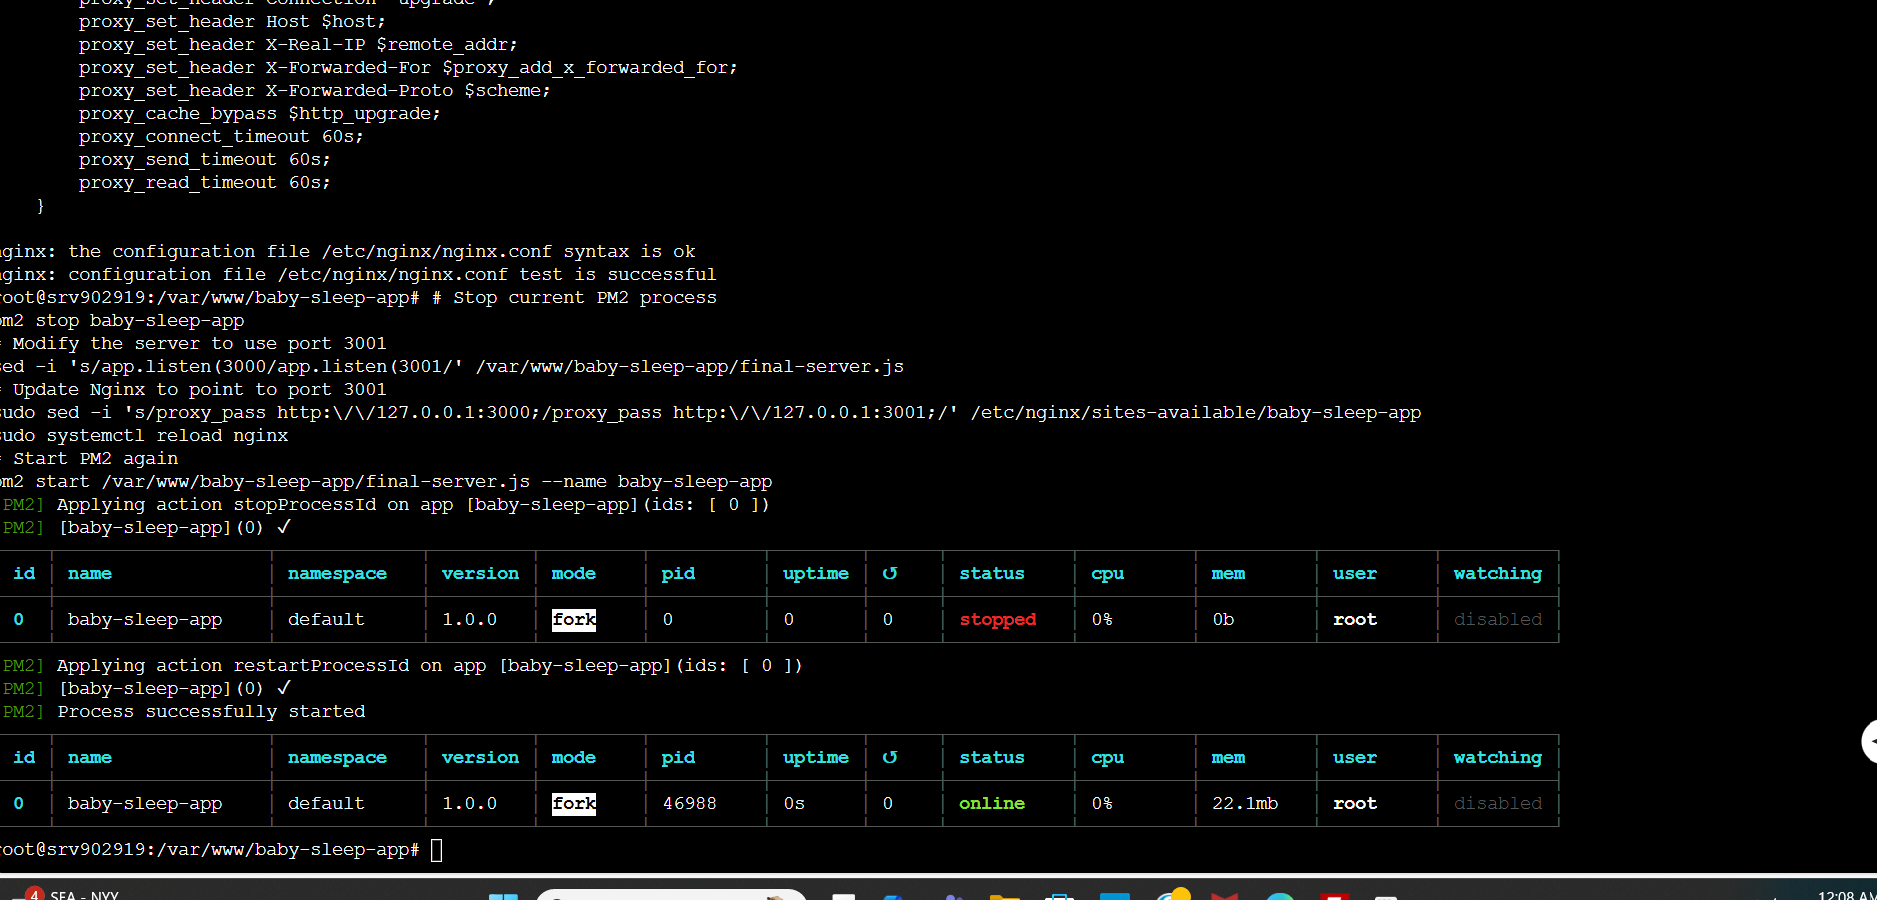 proxy_set_header Connection "upgrade";
proxy_set_header Host $host;
proxy_set_header X-Real-IP $remote_addr;
proxy_set_header X-Forwarded-For $proxy_add_x_forwarded_for;
proxy_set_header X-Forwarded-Proto $scheme;
proxy_cache_bypass $http_upgrade;
proxy_connect_timeout 60s;
proxy_send_timeout 60s;
proxy_read_timeout 60s;
}
nginx: the configuration file /etc/nginx/nginx.conf syntax is ok
nginx: configuration file /etc/nginx/nginx.conf test is successful
root@srv902919:/var/www/baby-sleep-app# # Stop current PM2 process
pm2 stop baby-sleep-app
# Modify the server to use port 3001
sed -i 's/app.listen(3000/app.listen(3001/' /var/www/baby-sleep-app/final-server.js
# Update Nginx to point to port 3001
sudo sed -i 's/proxy_pass http:\/\/127.0.0.1:3000;/proxy_pass http:\/\/127.0.0.1:3001;/' /etc/nginx/sites-available/baby-sleep-app
sudo systemctl reload nginx
# Start PM2 again
pm2 start /var/www/baby-sleep-app/final-server.js --name baby-sleep-app
[PM2] Applying action stopProcessId on app [baby-sleep-app](ids: [ 0 ])
[PM2] [baby-sleep-app](0) ✓
id name namespace version mode pid uptime ↺ status cpu mem user watching
0 baby-sleep-app default 1.0.0 fork 0 0 0 stopped 0% 0b root disabled
[PM2] Applying action restartProcessId on app [baby-sleep-app](ids: [ 0 ])
[PM2] [baby-sleep-app](0) ✓
[PM2] Process successfully started
id name namespace version mode pid uptime ↺ status cpu mem user watching
0 baby-sleep-app default 1.0.0 fork 46988 0s 0 online 0% 22.1mb root disabled
root@srv902919:/var/www/baby-sleep-app#
4 SEA - NYY
12:08 AM